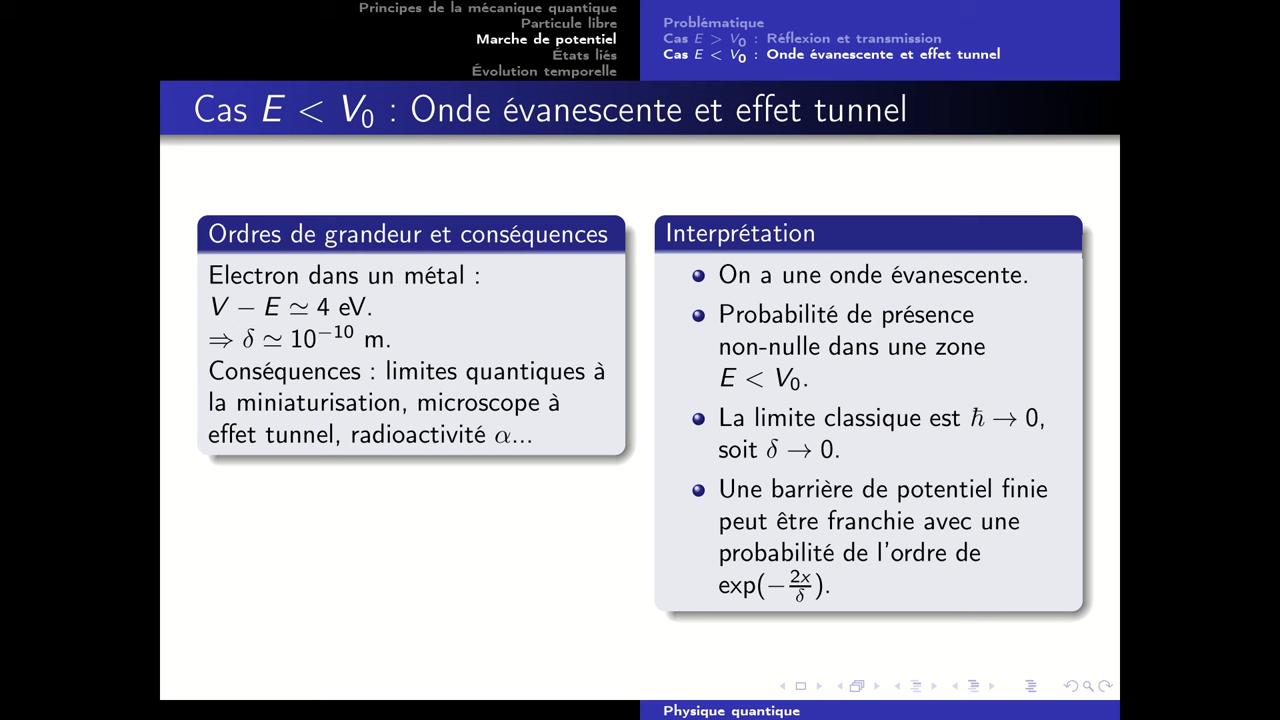 Principes de la mécanique quantique
Particule libre
Marche de potentiel
États liés
Évolution temporelle
Problématique
Cas E > V₀ : Réflexion et transmission
Cas E < V₀ : Onde évanescente et effet tunnel
Cas E < V₀ : Onde évanescente et effet tunnel
Ordres de grandeur et conséquences
Electron dans un métal :
V − E ≃ 4 eV.
⇒ δ ≃ 10⁻¹⁰ m.
Conséquences : limites quantiques à
la miniaturisation, microscope à
effet tunnel, radioactivité α...
Interprétation
On a une onde évanescente.
Probabilité de présence
non-nulle dans une zone
E < V₀.
La limite classique est ℏ → 0,
soit δ → 0.
Une barrière de potentiel finie
peut être franchie avec une
probabilité de l'ordre de
exp(−2x/δ).
Physique quantique